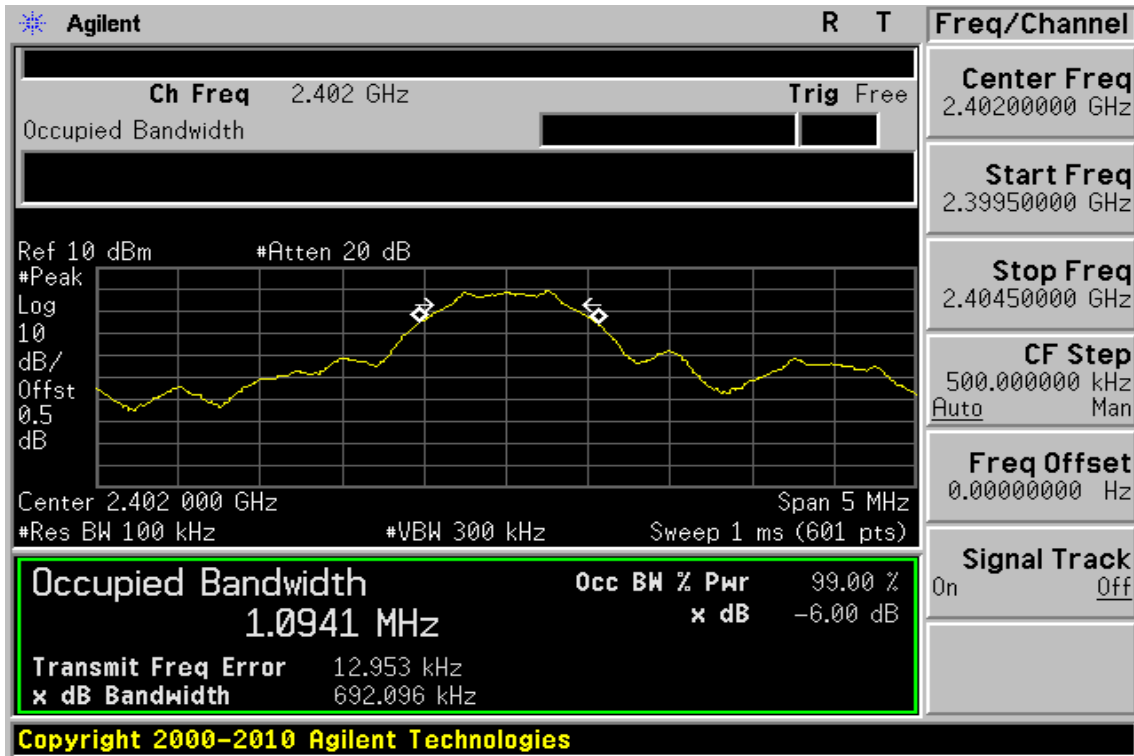 Agilent R T Freq/Channel
Ch Freq 2.402 GHz Trig Free
Occupied Bandwidth
Center Freq
2.40200000 GHz
Start Freq
2.39950000 GHz
Stop Freq
2.40450000 GHz
CF Step
500.000000 kHz
Auto Man
Freq Offset
0.00000000 Hz
Signal Track
On Off
Ref 10 dBm #Atten 20 dB
#Peak
Log
10
dB/
Offst
0.5
dB
Center 2.402 000 GHz Span 5 MHz
#Res BW 100 kHz #VBW 300 kHz Sweep 1 ms (601 pts)
Occupied Bandwidth Occ BW % Pwr 99.00 %
1.0941 MHz x dB -6.00 dB
Transmit Freq Error 12.953 kHz
x dB Bandwidth 692.096 kHz
Copyright 2000-2010 Agilent Technologies